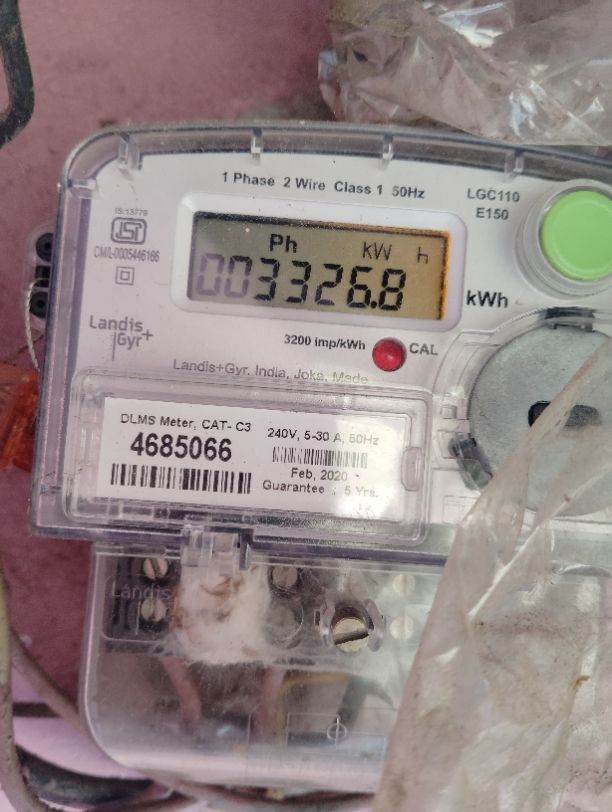 1 Phase 2 Wire Class 1 50Hz
LGC110
E150
IS:13779
ISI
CM/L-0005446166
Ph kW h
003326.8
kWh
Landis+
Gyr+
3200 imp/kWh
CAL
Landis+Gyr, India, Joka, Made
DLMS Meter, CAT- C3
4685066
240V, 5-30 A, 50Hz
Feb, 2020
Guarantee : 5 Yrs.
Landis